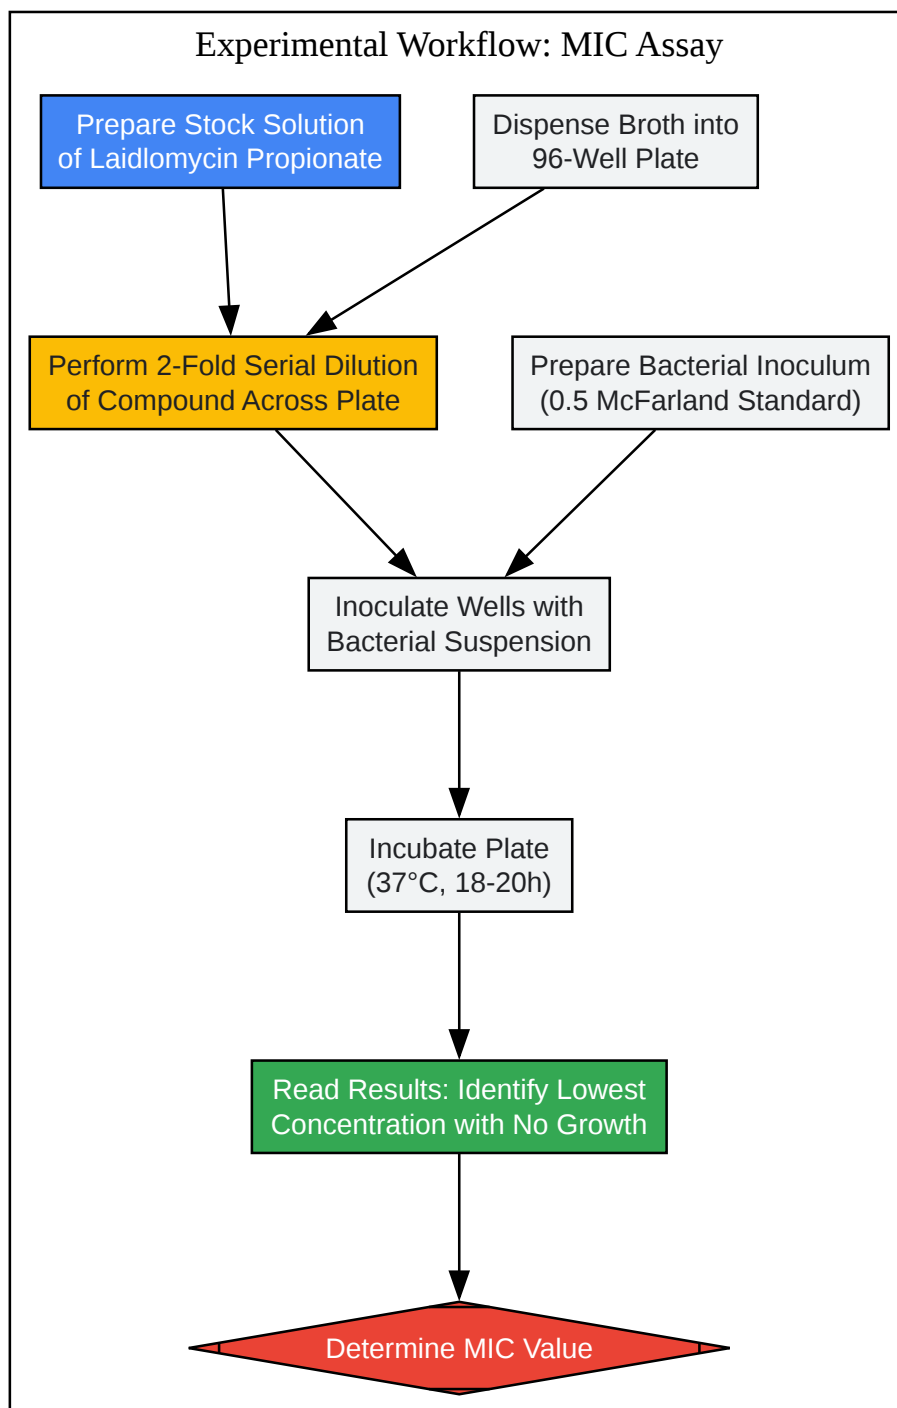 Experimental Workflow: MIC Assay
Prepare Stock Solution
of Laidlomycin Propionate
Dispense Broth into
96-Well Plate
Perform 2-Fold Serial Dilution
of Compound Across Plate
Prepare Bacterial Inoculum
(0.5 McFarland Standard)
Inoculate Wells with
Bacterial Suspension
Incubate Plate
(37°C, 18-20h)
Read Results: Identify Lowest
Concentration with No Growth
Determine MIC Value